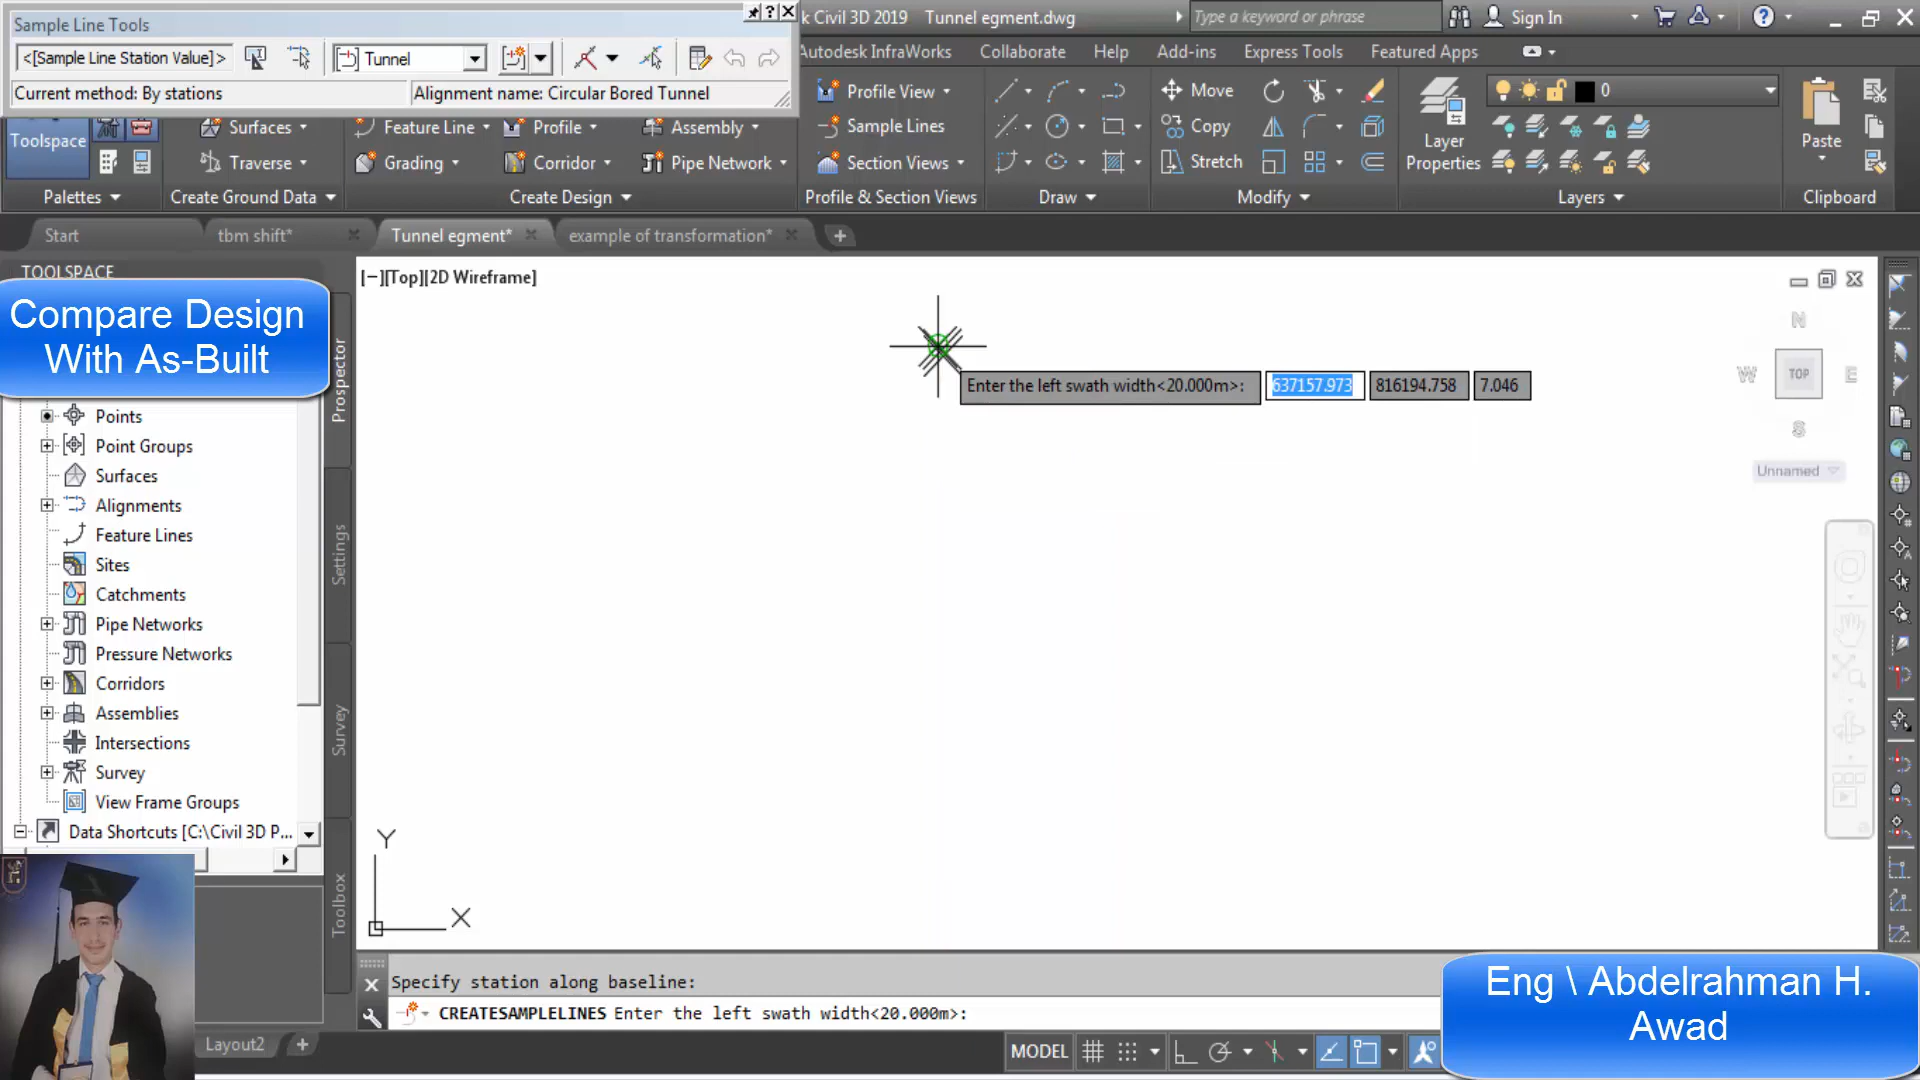 Sample Line Tools
k Civil 3D 2019 Tunnel egment.dwg Type a keyword or phrase Sign In
<[Sample Line Station Value]> Tunnel
Autodesk InfraWorks Collaborate Help Add-ins Express Tools Featured Apps
Current method: By stations Alignment name: Circular Bored Tunnel
Profile View Move 0
Toolspace Surfaces Feature Line Profile Assembly Sample Lines Copy Layer Properties Paste
Traverse Grading Corridor Pipe Network Section Views Stretch
Palettes Create Ground Data Create Design Profile & Section Views Draw Modify Layers Clipboard
Start tbm shift* Tunnel egment* example of transformation*
TOOLSPACE
[−][Top][2D Wireframe]
Compare Design
With As-Built
Enter the left swath width<20.000m>: 637157.973 816194.758 7.046
N
W TOP E
S
Unnamed
Prospector
Settings
Survey
Toolbox
Points
Point Groups
Surfaces
Alignments
Feature Lines
Sites
Catchments
Pipe Networks
Pressure Networks
Corridors
Assemblies
Intersections
Survey
View Frame Groups
Data Shortcuts [C:\Civil 3D P...
Y
X
Specify station along baseline:
CREATESAMPLELINES Enter the left swath width<20.000m>:
Layout2
MODEL
Eng \ Abdelrahman H.
Awad